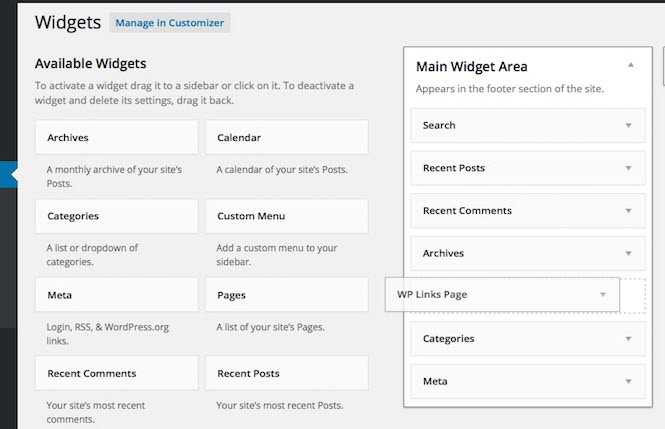 Widgets Manage in Customizer
Available Widgets
To activate a widget drag it to a sidebar or click on it. To deactivate a
widget and delete its settings, drag it back.
Archives
A monthly archive of your site's
Posts.
Calendar
A calendar of your site's Posts.
Categories
A list or dropdown of
categories.
Custom Menu
Add a custom menu to your
sidebar.
Meta
Login, RSS, & WordPress.org
links.
Pages
A list of your site's Pages.
Recent Comments
Your site's most recent
comments.
Recent Posts
Your site's most recent Posts.
Main Widget Area
Appears in the footer section of the site.
Search
Recent Posts
Recent Comments
Archives
WP Links Page
Categories
Meta